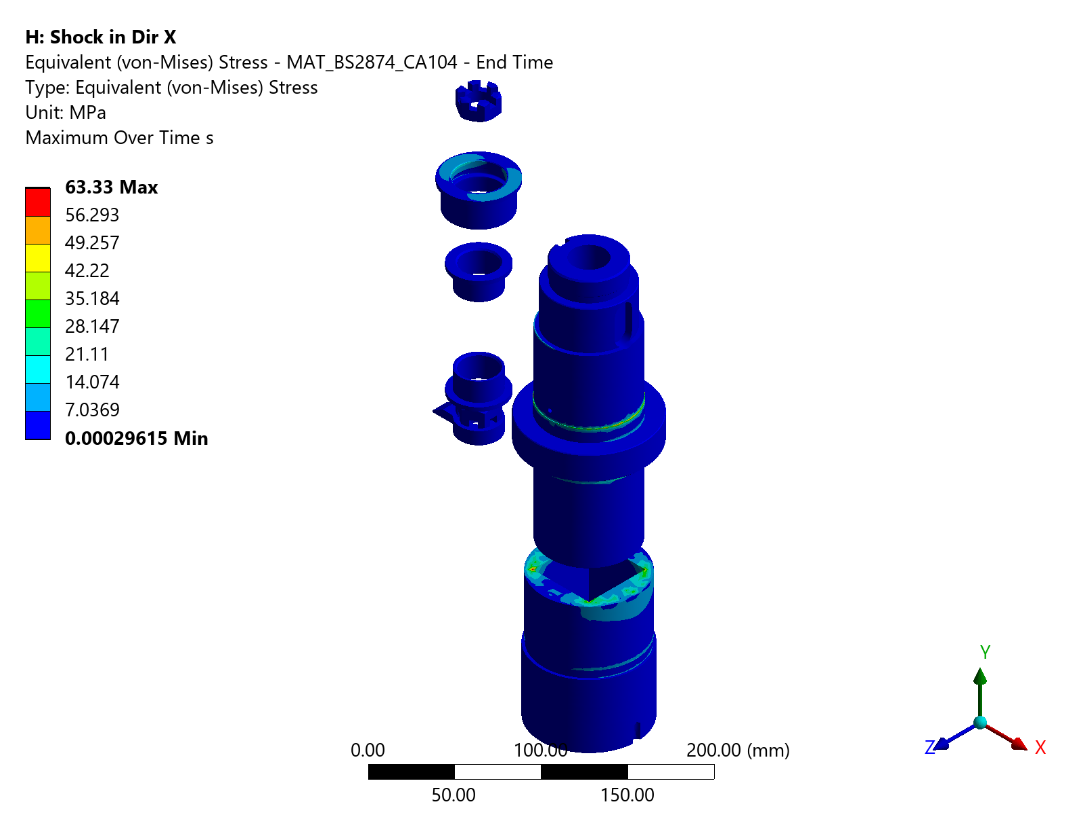 H: Shock in Dir X
Equivalent (von-Mises) Stress - MAT_BS2874_CA104 - End Time
Type: Equivalent (von-Mises) Stress
Unit: MPa
Maximum Over Time s
63.33 Max
56.293
49.257
42.22
35.184
28.147
21.11
14.074
7.0369
0.00029615 Min
Y
Z
X
0.00
100.00
200.00 (mm)
50.00
150.00